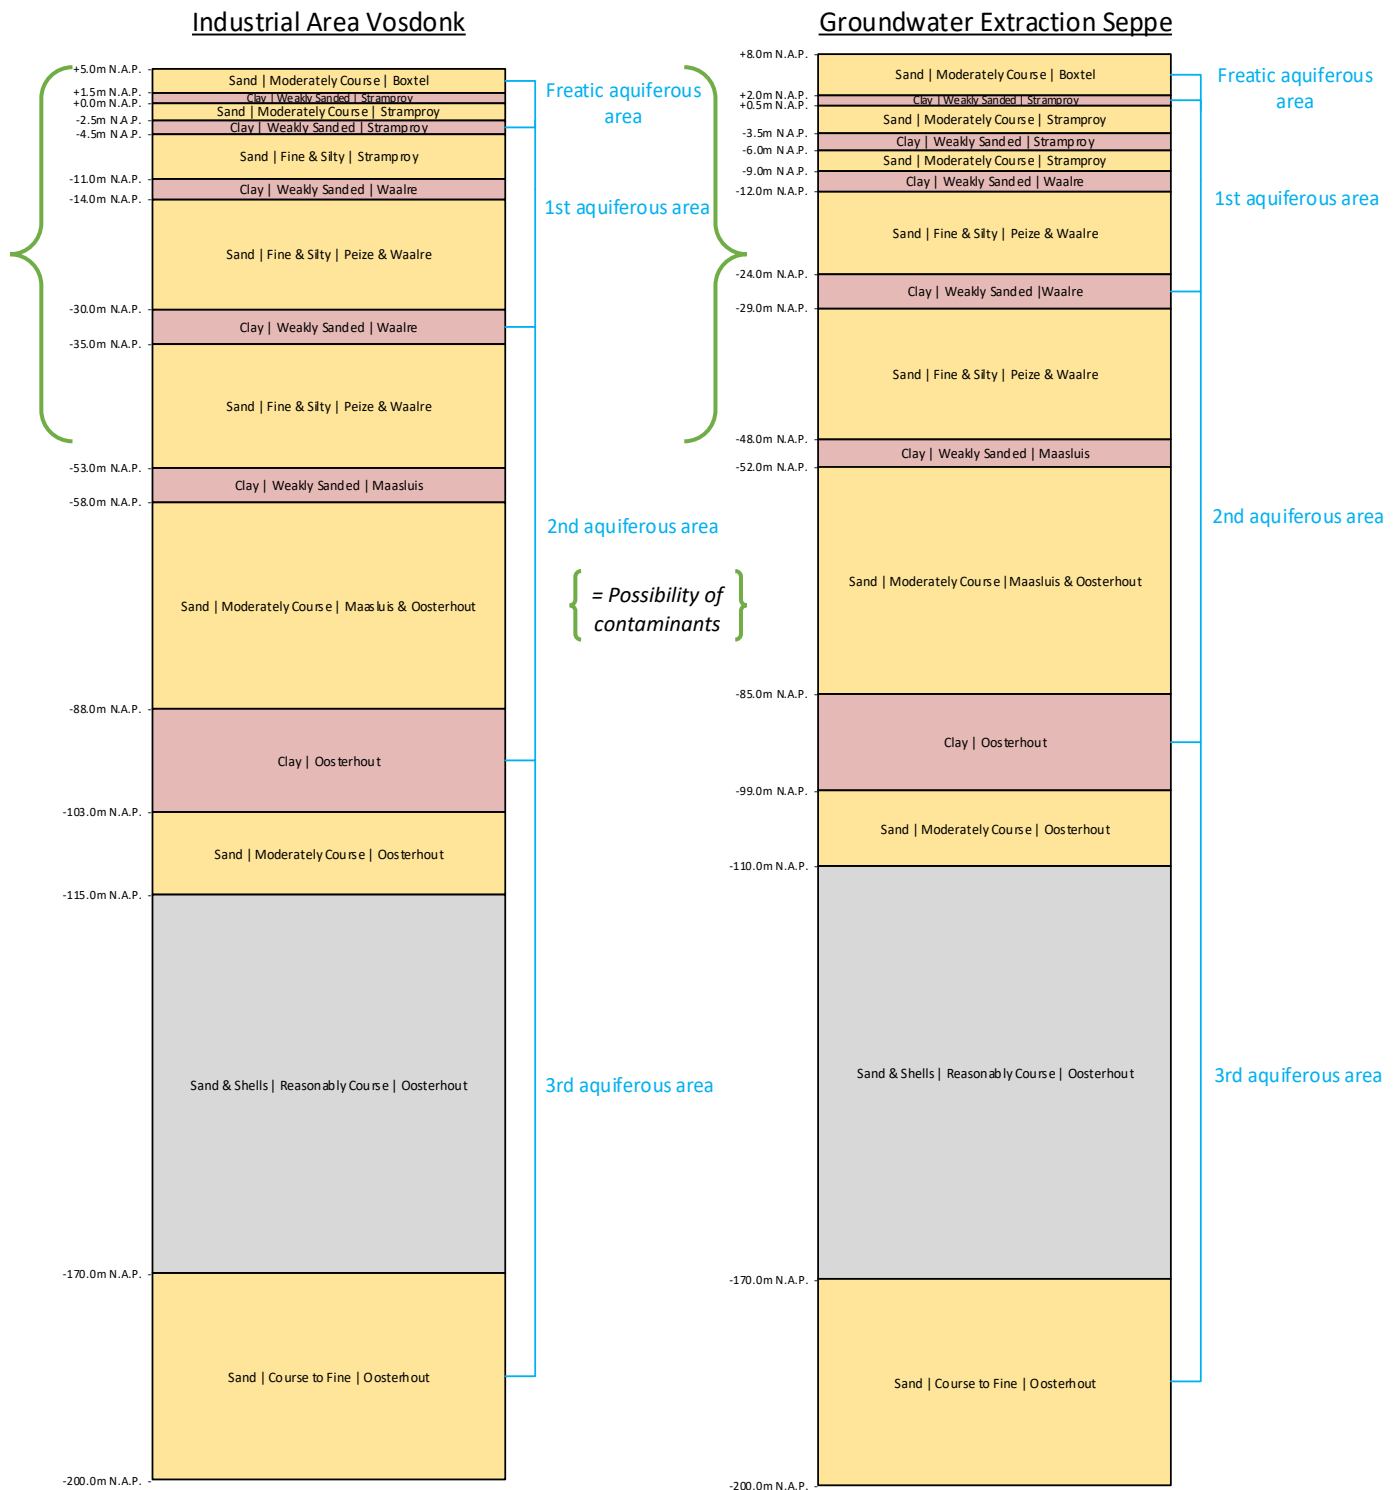 Industrial Area Vosdonk
+5.0m N.A.P.
Sand | Moderately Course | Boxtel
+1.5m N.A.P.
Clay | Weakly Sanded | Stramproy
+0.0m N.A.P.
Sand | Moderately Course | Stramproy
-2.5m N.A.P.
Clay | Weakly Sanded | Stramproy
-4.5m N.A.P.
Sand | Fine & Silty | Stramproy
-11.0m N.A.P.
Clay | Weakly Sanded | Waalre
-14.0m N.A.P.
Sand | Fine & Silty | Peize & Waalre
-30.0m N.A.P.
Clay | Weakly Sanded | Waalre
-35.0m N.A.P.
Sand | Fine & Silty | Peize & Waalre
-53.0m N.A.P.
Clay | Weakly Sanded | Maasluis
-58.0m N.A.P.
Sand | Moderately Course | Maasluis & Oosterhout
-88.0m N.A.P.
Clay | Oosterhout
-103.0m N.A.P.
Sand | Moderately Course | Oosterhout
-115.0m N.A.P.
Sand & Shells | Reasonably Course | Oosterhout
-170.0m N.A.P.
Sand | Course to Fine | Oosterhout
-200.0m N.A.P.
Freatic aquiferous
area
1st aquiferous area
2nd aquiferous area
3rd aquiferous area
= Possibility of
contaminants
Groundwater Extraction Seppe
+8.0m N.A.P.
Sand | Moderately Course | Boxtel
+2.0m N.A.P.
Clay | Weakly Sanded | Stramproy
+0.5m N.A.P.
Sand | Moderately Course | Stramproy
-3.5m N.A.P.
Clay | Weakly Sanded | Stramproy
-6.0m N.A.P.
Sand | Moderately Course | Stramproy
-9.0m N.A.P.
Clay | Weakly Sanded | Waalre
-12.0m N.A.P.
Sand | Fine & Silty | Peize & Waalre
-24.0m N.A.P.
Clay | Weakly Sanded |Waalre
-29.0m N.A.P.
Sand | Fine & Silty | Peize & Waalre
-48.0m N.A.P.
Clay | Weakly Sanded | Maasluis
-52.0m N.A.P.
Sand | Moderately Course |Maasluis & Oosterhout
-85.0m N.A.P.
Clay | Oosterhout
-99.0m N.A.P.
Sand | Moderately Course | Oosterhout
-110.0m N.A.P.
Sand & Shells | Reasonably Course | Oosterhout
-170.0m N.A.P.
Sand | Course to Fine | Oosterhout
-200.0m N.A.P.
Freatic aquiferous
area
1st aquiferous area
2nd aquiferous area
3rd aquiferous area